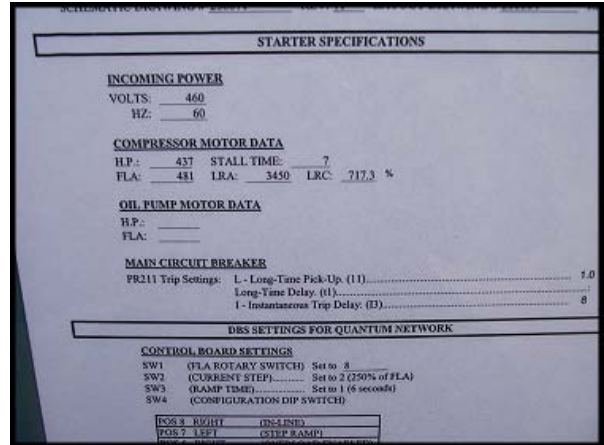 SCHEMATIC DRAWING #
STARTER SPECIFICATIONS
INCOMING POWER
VOLTS: 460
HZ: 60
COMPRESSOR MOTOR DATA
H.P.: 437 STALL TIME: 7
FLA: 481 LRA: 3450 LRC: 717.3 %
OIL PUMP MOTOR DATA
H.P.:
FLA:
MAIN CIRCUIT BREAKER
PR211 Trip Settings: L - Long-Time Pick-Up. (I1) 1.0
Long-Time Delay. (t1)
I - Instantaneous Trip Delay: (I3) 8
DBS SETTINGS FOR QUANTUM NETWORK
CONTROL BOARD SETTINGS
SW1 (FLA ROTARY SWITCH) Set to 8
SW2 (CURRENT STEP) Set to 2 (250% of FLA)
SW3 (RAMP TIME) Set to 1 (6 seconds)
SW4 (CONFIGURATION DIP SWITCH)
POS 8 RIGHT (IN-LINE)
POS 7 LEFT (STEP RAMP)